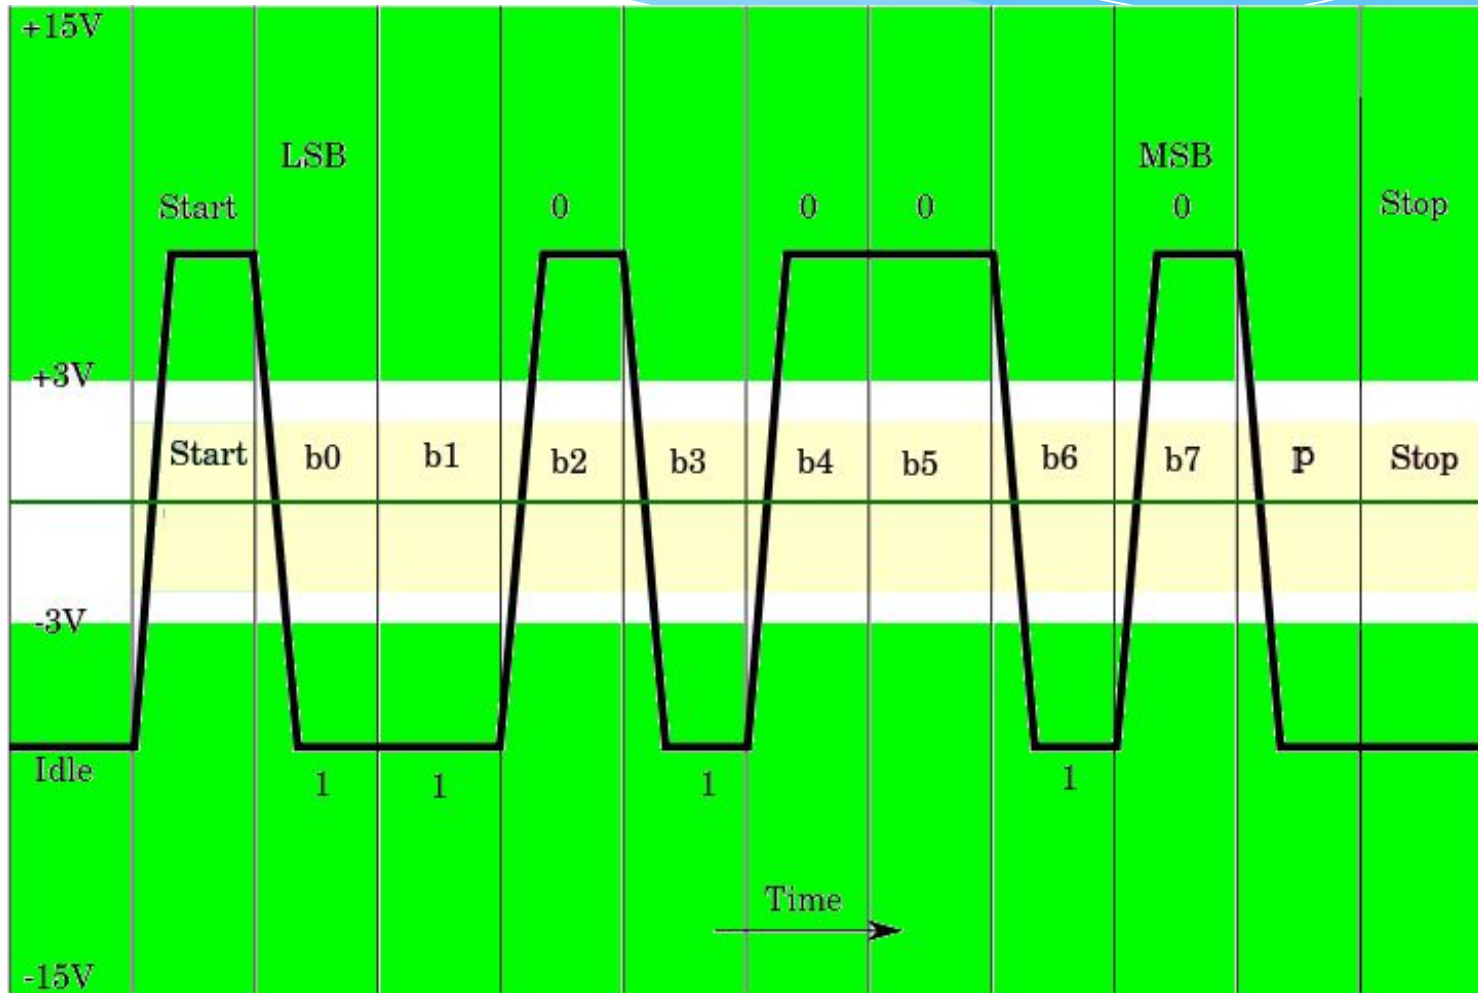 +15V
LSB MSB
Start 0 0 0 0 Stop
+3V
Start b0 b1 b2 b3 b4 b5 b6 b7 p Stop
-3V
Idle 1 1 1 1
Time
-15V